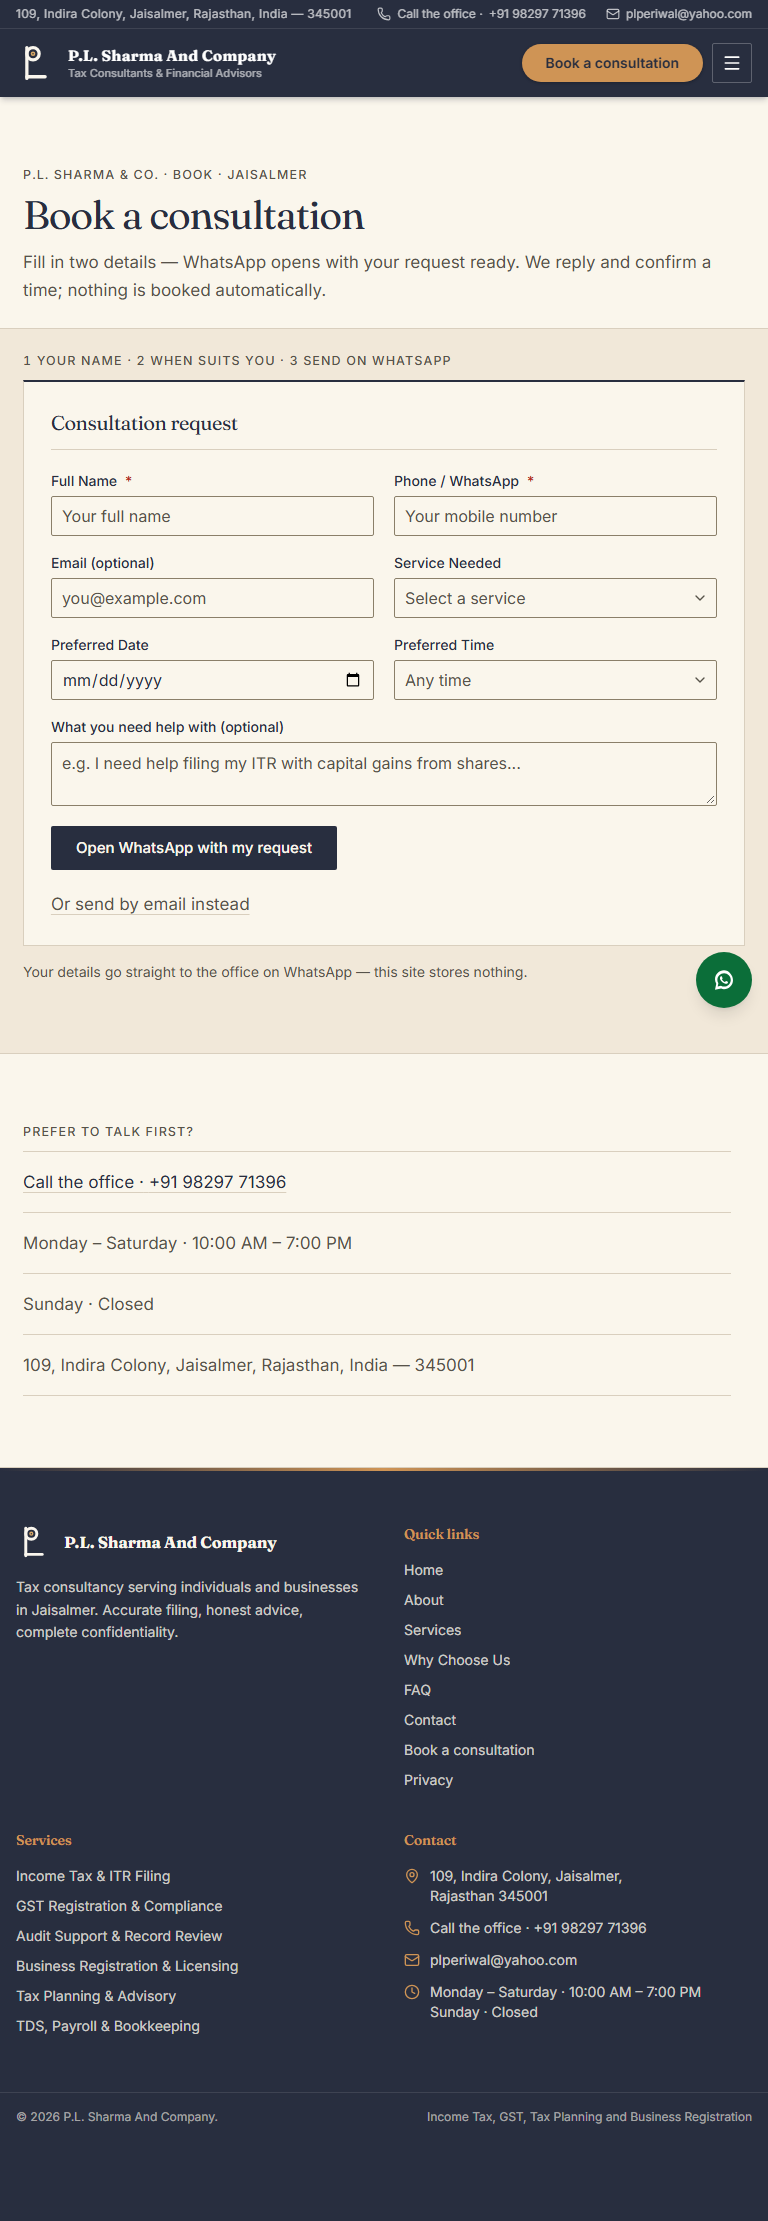 109, Indira Colony, Jaisalmer, Rajasthan, India — 345001
Call the office · +91 98297 71396
plperiwal@yahoo.com
P.L. Sharma And Company
Tax Consultants & Financial Advisors
Book a consultation
P.L. SHARMA & CO. · BOOK · JAISALMER
Book a consultation
Fill in two details — WhatsApp opens with your request ready. We reply and confirm a
time; nothing is booked automatically.
1 YOUR NAME · 2 WHEN SUITS YOU · 3 SEND ON WHATSAPP
Consultation request
Full Name *
Phone / WhatsApp *
Your full name
Your mobile number
Email (optional)
Service Needed
you@example.com
Select a service
Preferred Date
Preferred Time
mm/dd/yyyy
Any time
What you need help with (optional)
e.g. I need help filing my ITR with capital gains from shares...
Open WhatsApp with my request
Or send by email instead
Your details go straight to the office on WhatsApp — this site stores nothing.
PREFER TO TALK FIRST?
Call the office · +91 98297 71396
Monday – Saturday · 10:00 AM – 7:00 PM
Sunday · Closed
109, Indira Colony, Jaisalmer, Rajasthan, India — 345001
P.L. Sharma And Company
Tax consultancy serving individuals and businesses
in Jaisalmer. Accurate filing, honest advice,
complete confidentiality.
Quick links
Home
About
Services
Why Choose Us
FAQ
Contact
Book a consultation
Privacy
Services
Income Tax & ITR Filing
GST Registration & Compliance
Audit Support & Record Review
Business Registration & Licensing
Tax Planning & Advisory
TDS, Payroll & Bookkeeping
Contact
109, Indira Colony, Jaisalmer,
Rajasthan 345001
Call the office · +91 98297 71396
plperiwal@yahoo.com
Monday – Saturday · 10:00 AM – 7:00 PM
Sunday · Closed
© 2026 P.L. Sharma And Company.
Income Tax, GST, Tax Planning and Business Registration